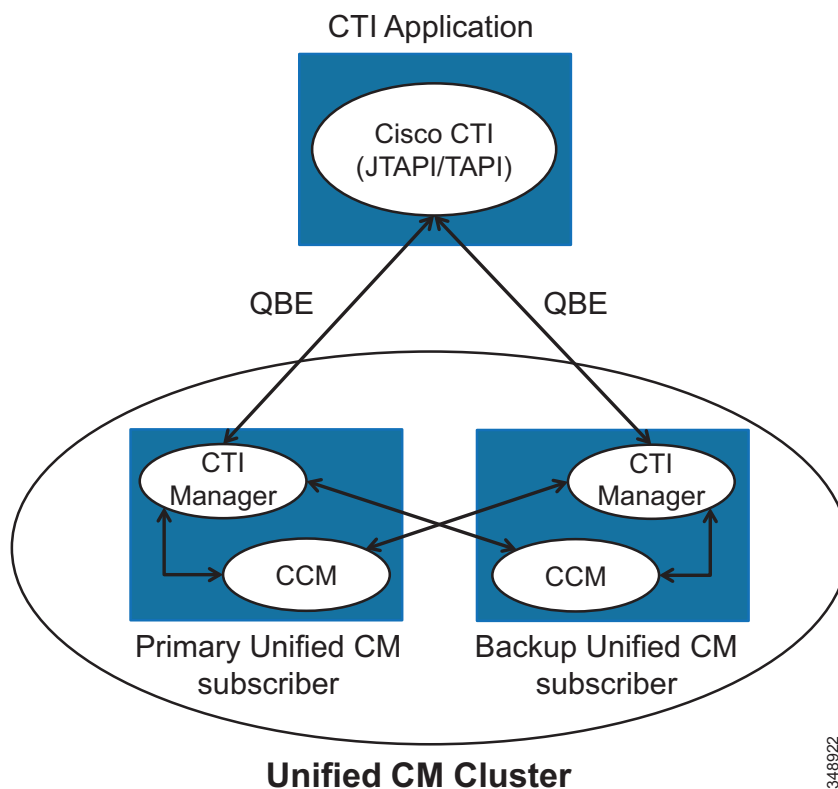 CTI Application
Cisco CTI
(JTAPI/TAPI)
QBE
QBE
CTI
Manager
CTI
Manager
CCM
CCM
Primary Unified CM
subscriber
Backup Unified CM
subscriber
Unified CM Cluster
348922